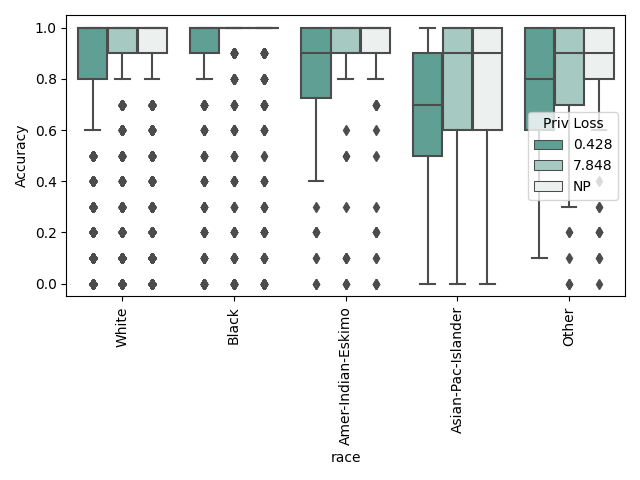 1.0
0.8
0.6
0.4
0.2
0.0
Accuracy
Priv Loss
0.428
7.848
NP
White
Black
Amer-Indian-Eskimo
Asian-Pac-Islander
Other
race